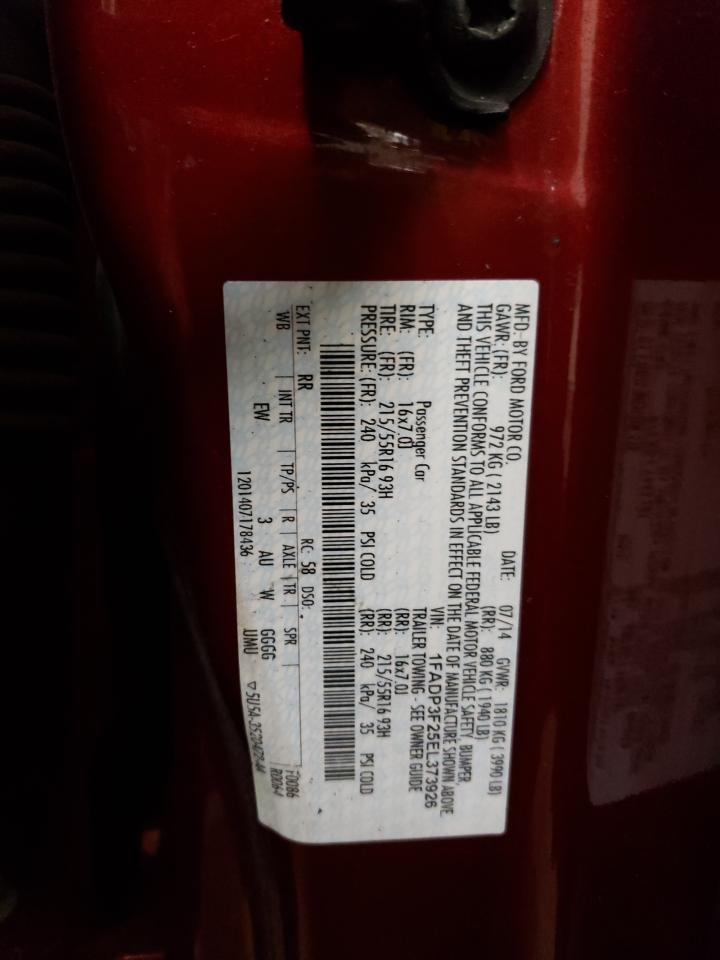 MFD. BY FORD MOTOR CO. DATE: 07/14 GVWR: 1810 KG ( 3990 LB)
GAWR: (FR): 972 KG ( 2143 LB) (RR): 880 KG ( 1940 LB)
THIS VEHICLE CONFORMS TO ALL APPLICABLE FEDERAL MOTOR VEHICLE SAFETY, BUMPER,
AND THEFT PREVENTION STANDARDS IN EFFECT ON THE DATE OF MANUFACTURE SHOWN ABOVE
VIN: 1FADP3F25EL373926
TYPE: Passenger Car TRAILER TOWING - SEE OWNER GUIDE
RIM: (FR): 16x7.0J (RR): 16x7.0J
TIRE: (FR): 215/55R16 93H (RR): 215/55R16 93H
PRESSURE: (FR): 240 kPa/ 35 PSI COLD (RR): 240 kPa/ 35 PSI COLD
EXT PNT: RR RC: 58 DSO: F0086
WB INT TR TP/PS R AXLE TR SPR R0064
EW 3 AU W GGGG
1201407178436 UMU